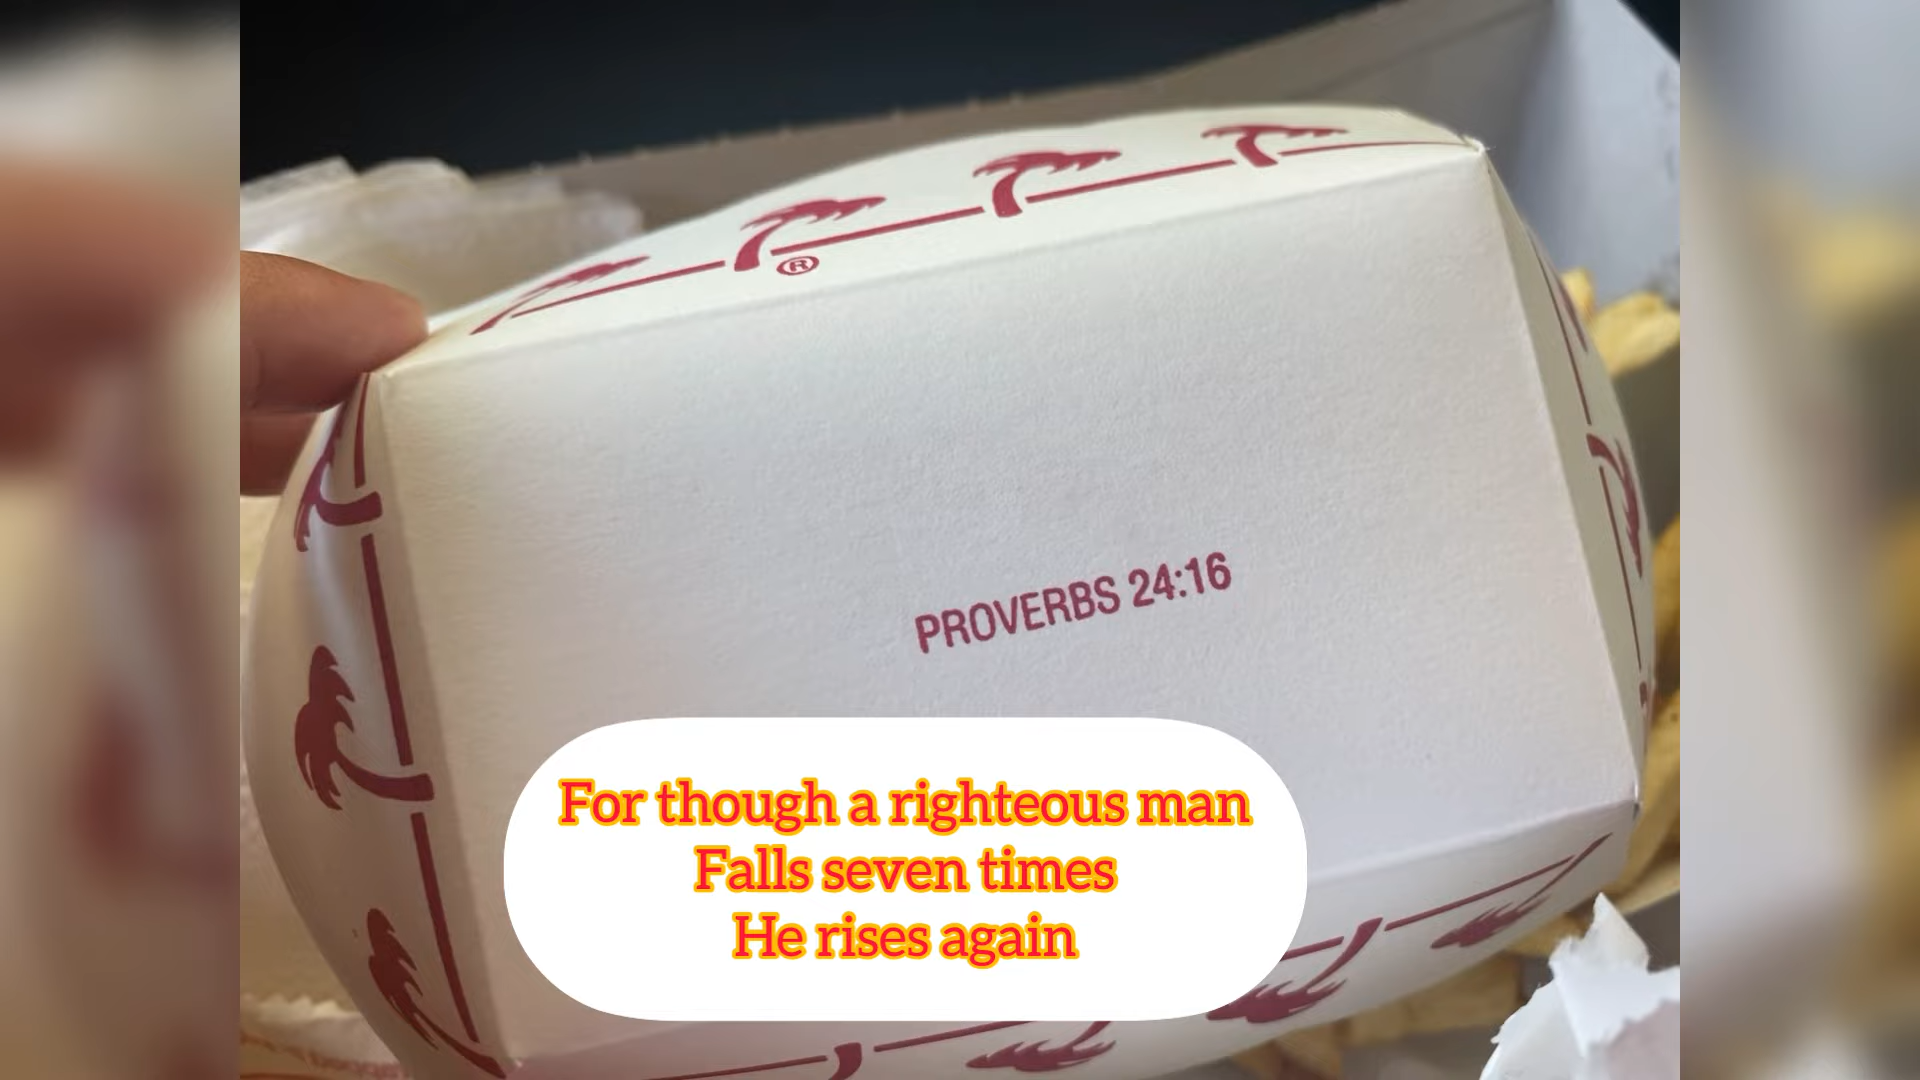 ®
PROVERBS 24:16
For though a righteous man
Falls seven times
He rises again